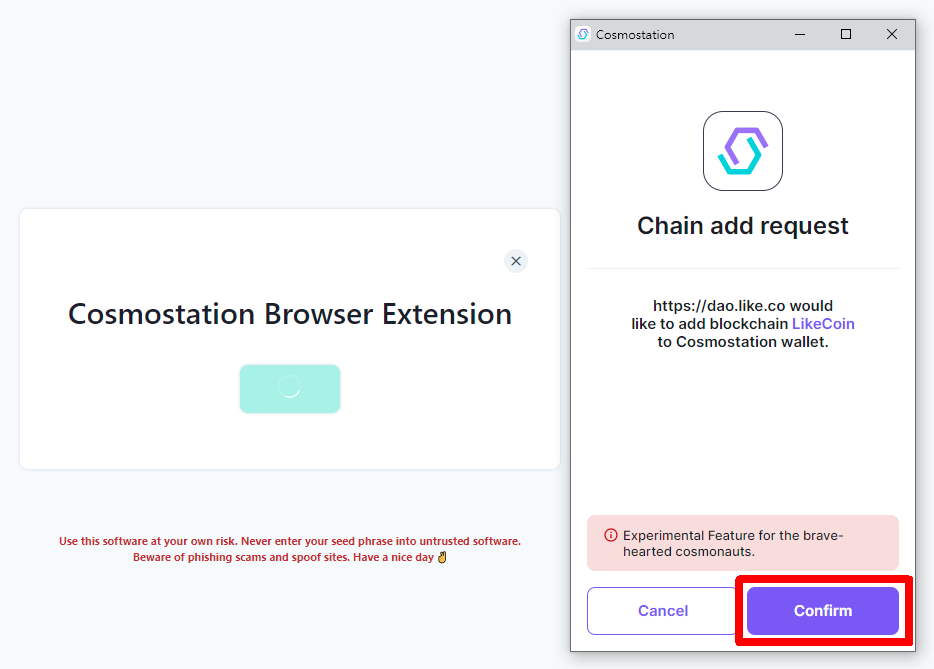 Cosmostation Browser Extension
Use this software at your own risk. Never enter your seed phrase into untrusted software.
Beware of phishing scams and spoof sites. Have a nice day ✌
Cosmostation
Chain add request
https://dao.like.co would
like to add blockchain LikeCoin
to Cosmostation wallet.
Experimental Feature for the brave-
hearted cosmonauts.
Cancel
Confirm